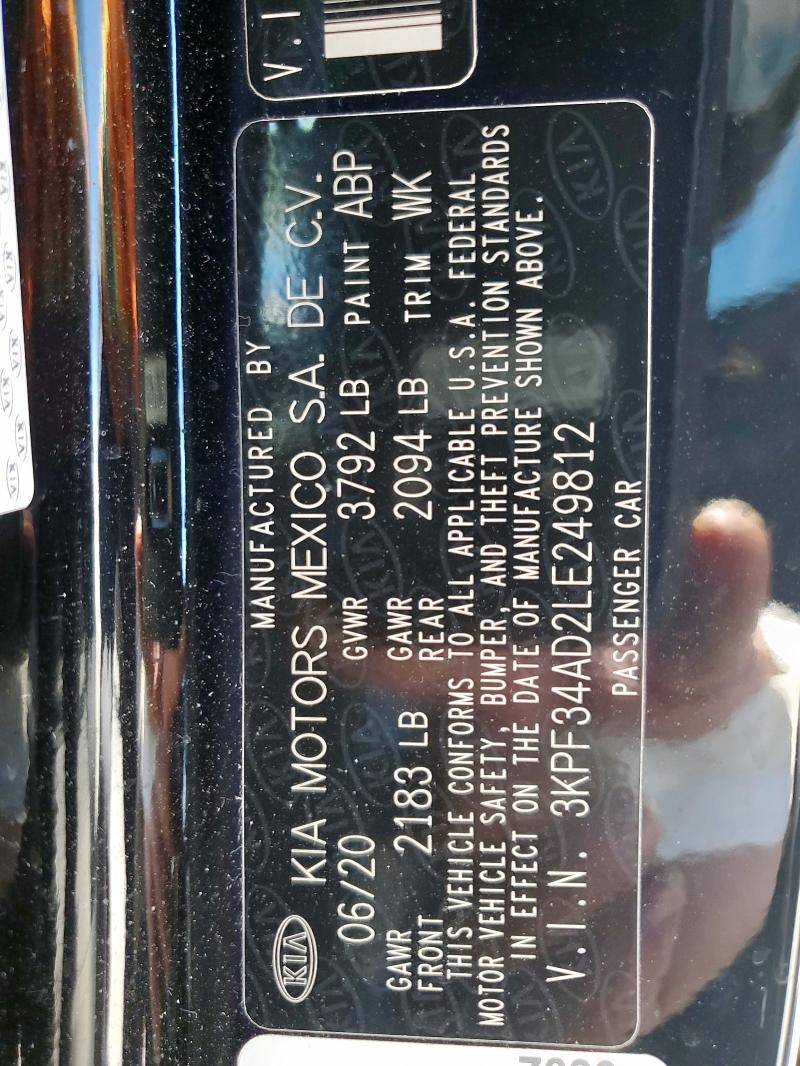 V.I
MANUFACTURED BY
KIA KIA MOTORS MEXICO S.A. DE C.V.
06/20 GVWR 3792 LB PAINT ABP
GAWR FRONT 2183 LB GAWR REAR 2094 LB TRIM WK
THIS VEHICLE CONFORMS TO ALL APPLICABLE U.S.A. FEDERAL
MOTOR VEHICLE SAFETY, BUMPER, AND THEFT PREVENTION STANDARDS
IN EFFECT ON THE DATE OF MANUFACTURE SHOWN ABOVE.
V.I.N. 3KPF34AD2LE249812
PASSENGER CAR